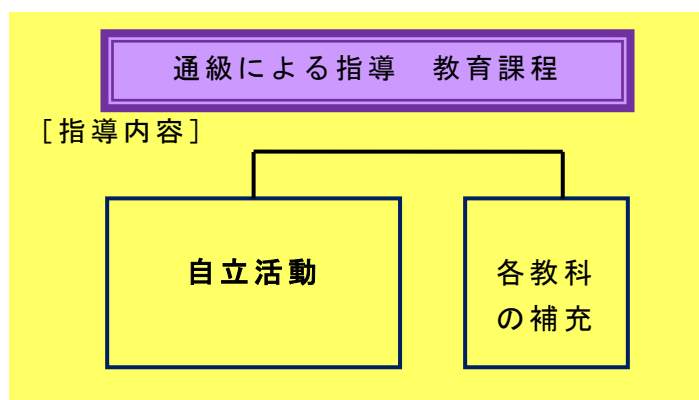 通級による指導　教育課程
[指導内容]
自立活動
各教科
の補充